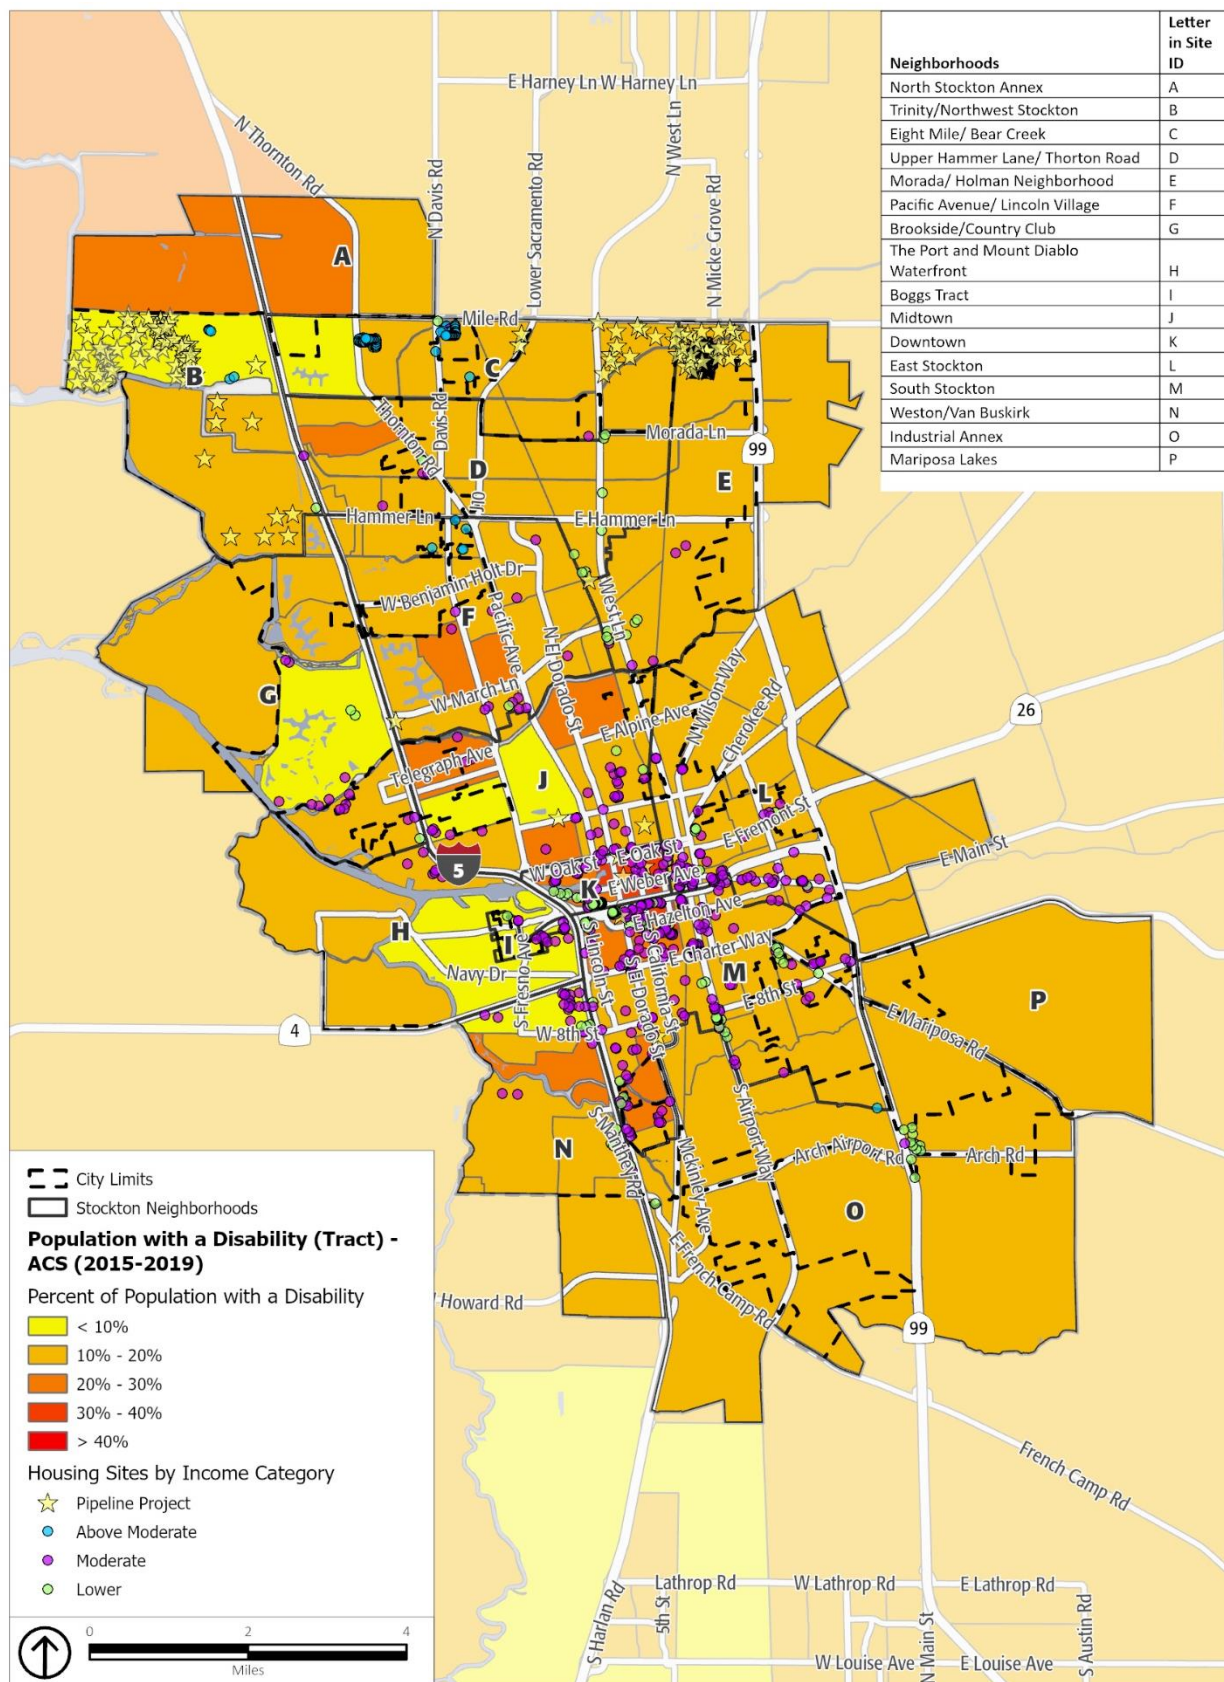 Neighborhoods
Letter
in Site
ID
North Stockton Annex A
Trinity/Northwest Stockton B
Eight Mile/ Bear Creek C
Upper Hammer Lane/ Thorton Road D
Morada/ Holman Neighborhood E
Pacific Avenue/ Lincoln Village F
Brookside/Country Club G
The Port and Mount Diablo
Waterfront H
Boggs Tract I
Midtown J
Downtown K
East Stockton L
South Stockton M
Weston/Van Buskirk N
Industrial Annex O
Mariposa Lakes P
E Harney Ln W Harney Ln
N Thornton Rd
N Davis Rd
Lower Sacramento Rd
N West Ln
N Micke Grove Rd
A
Mile Rd
B
C
Thornton Rd
Davis Rd
Morada Ln
99
D
J10
E
Hammer Ln
E Hammer Ln
W Benjamin Holt Dr
F
Pacific Ave
N El Dorado St
West Ln
G
W March Ln
N Wilson Way
Cherokee Rd
26
E Alpine Ave
Telegraph Ave
J
L
E Fremont St
E Main St
5
W Oak St
E Oak St
K
E Weber Ave
E Hazelton Ave
H
I
S Fresno Ave
Navy Dr
S Lincoln St
S El Dorado St
S California St
E Charter Way
M
E 8th St
P
4
W 8th St
E Mariposa Rd
N
S Manthey Rd
Mckinley Ave
S Airport Way
Arch Airport Rd
Arch Rd
O
E French Camp Rd
Howard Rd
99
French Camp Rd
S Harlan Rd
Lathrop Rd
W Lathrop Rd
E Lathrop Rd
5th St
N Main St
S Austin Rd
W Louise Ave
E Louise Ave
City Limits
Stockton Neighborhoods
Population with a Disability (Tract) -
ACS (2015-2019)
Percent of Population with a Disability
< 10%
10% - 20%
20% - 30%
30% - 40%
> 40%
Housing Sites by Income Category
Pipeline Project
Above Moderate
Moderate
Lower
0 2 4
Miles